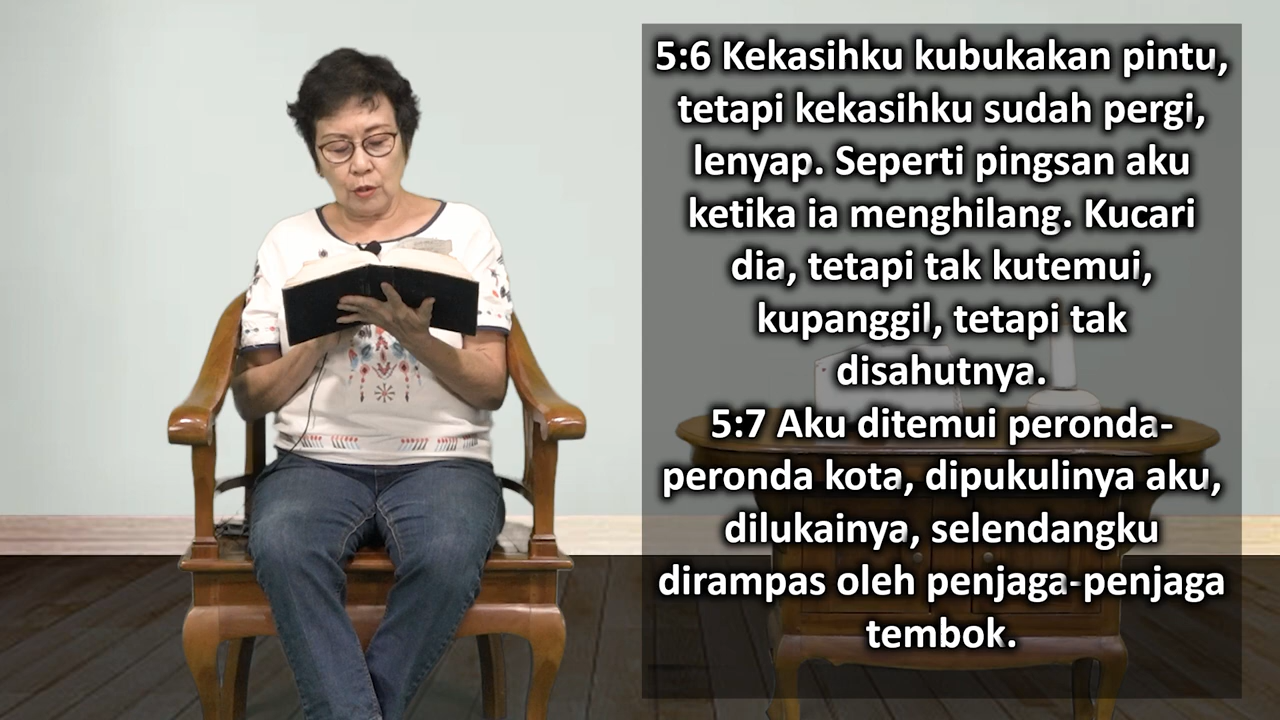 5:6 Kekasihku kubukakan pintu,
tetapi kekasihku sudah pergi,
lenyap. Seperti pingsan aku
ketika ia menghilang. Kucari
dia, tetapi tak kutemui,
kupanggil, tetapi tak
disahutnya.
5:7 Aku ditemui peronda-
peronda kota, dipukulinya aku,
dilukainya, selendangku
dirampas oleh penjaga-penjaga
tembok.